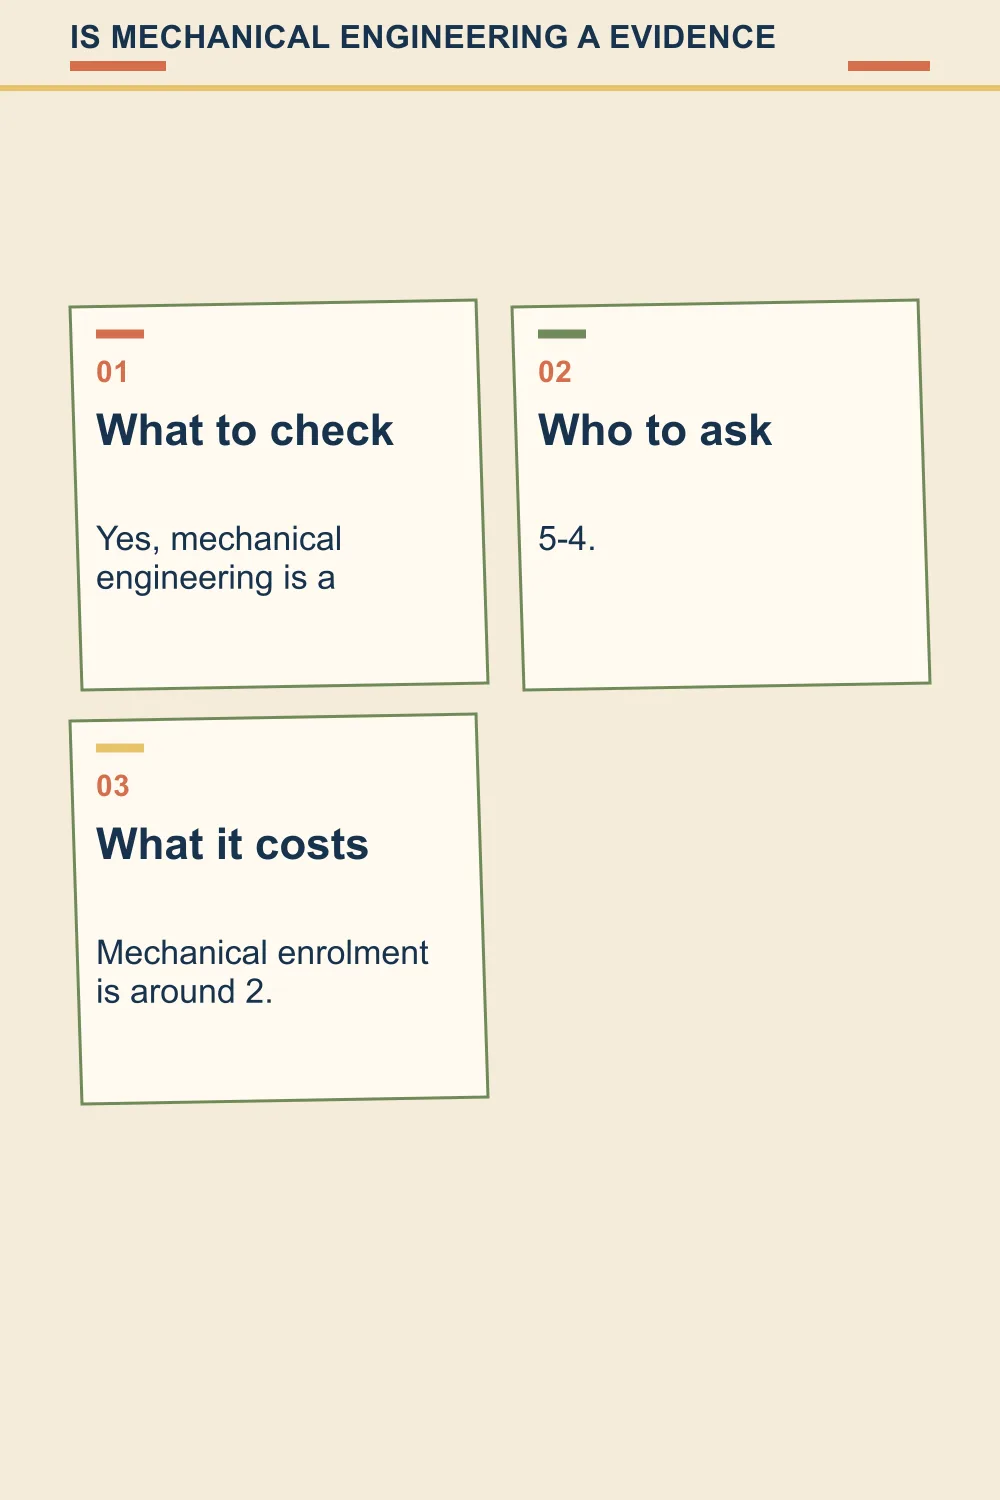 IS MECHANICAL ENGINEERING A EVIDENCE
01
What to check
Yes, mechanical
engineering is a
02
Who to ask
5-4.
03
What it costs
Mechanical enrolment
is around 2.